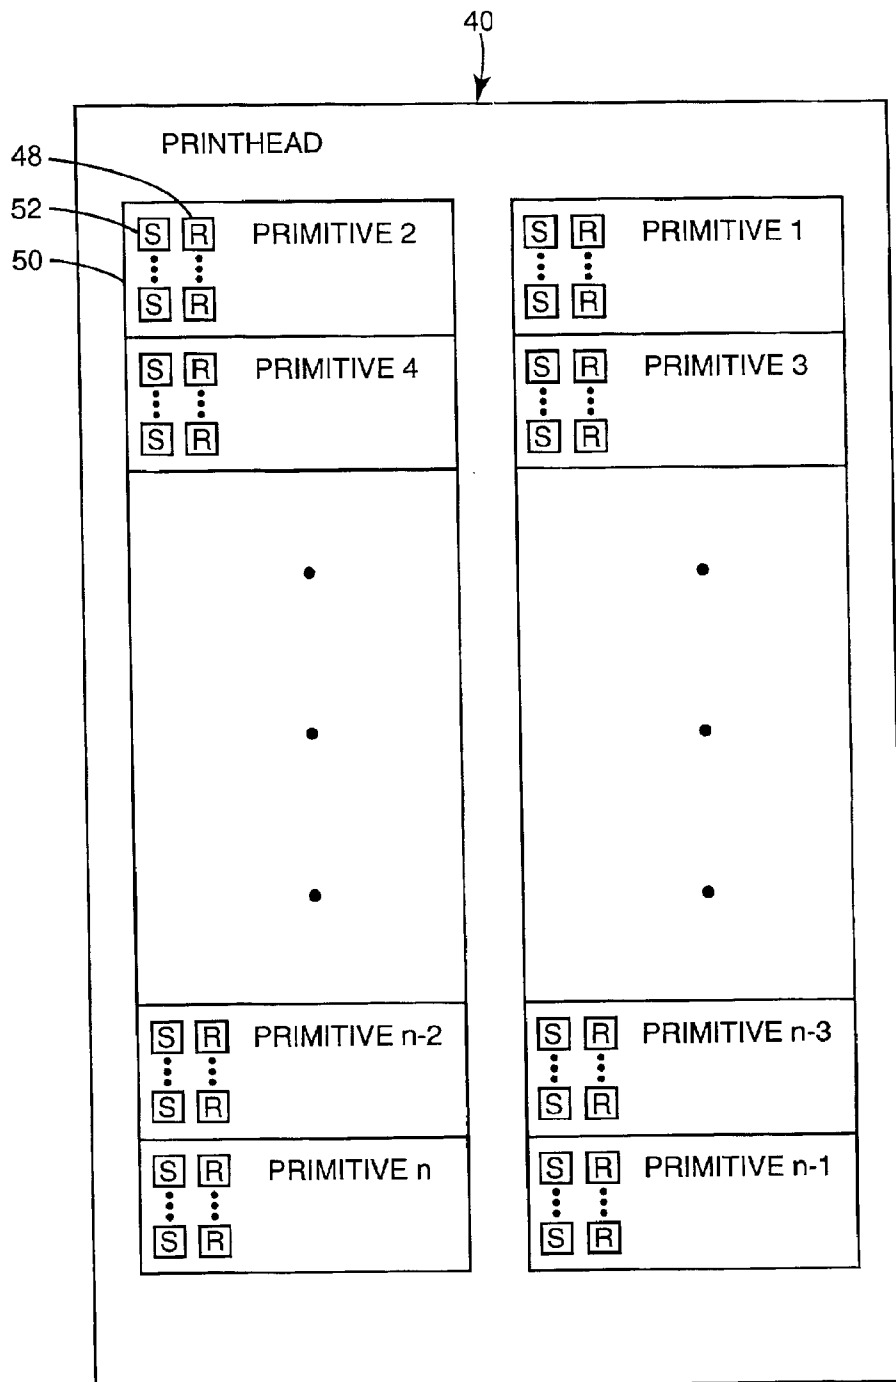 40
PRINTHEAD
48
52
50
S R PRIMITIVE 2
S R
S R PRIMITIVE 1
S R
S R PRIMITIVE 4
S R
S R PRIMITIVE 3
S R
S R PRIMITIVE n-2
S R
S R PRIMITIVE n-3
S R
S R PRIMITIVE n
S R
S R PRIMITIVE n-1
S R